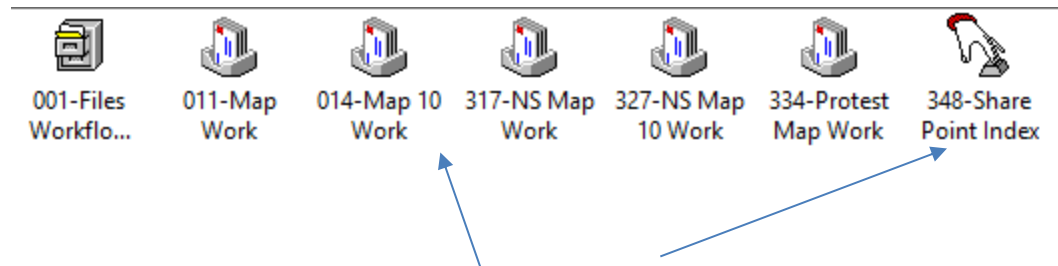 001-Files
Workflo...
011-Map
Work
014-Map 10
Work
317-NS Map
Work
327-NS Map
10 Work
334-Protest
Map Work
348-Share
Point Index